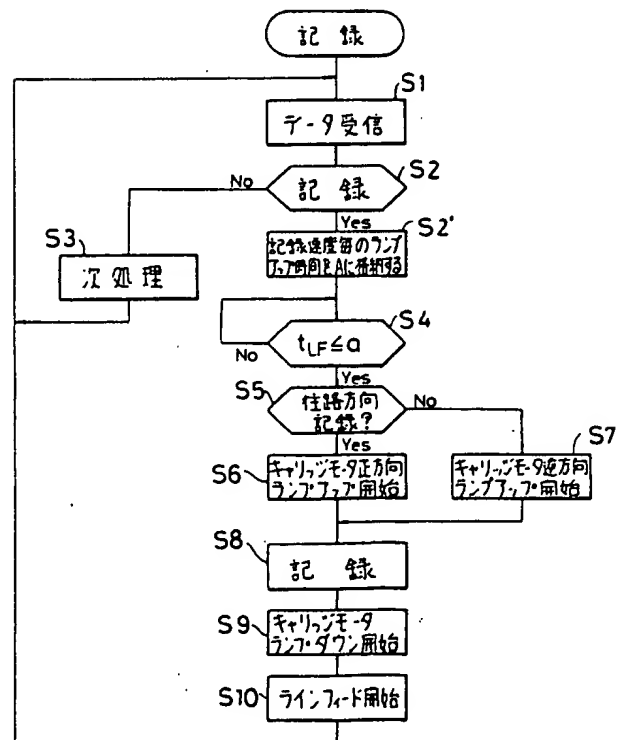 記録
S1
データ受信
S2
記録
No
Yes
S2'
記録速度毎のランプ
アップ時間をAに格納する
S3
次処理
S4
tLF≦a
No
Yes
S5
往路方向
記録?
No
Yes
S6
キャリッジモータ正方向
ランプアップ開始
S7
キャリッジモータ逆方向
ランプアップ開始
S8
記録
S9
キャリッジモータ
ランプダウン開始
S10
ラインフィード開始